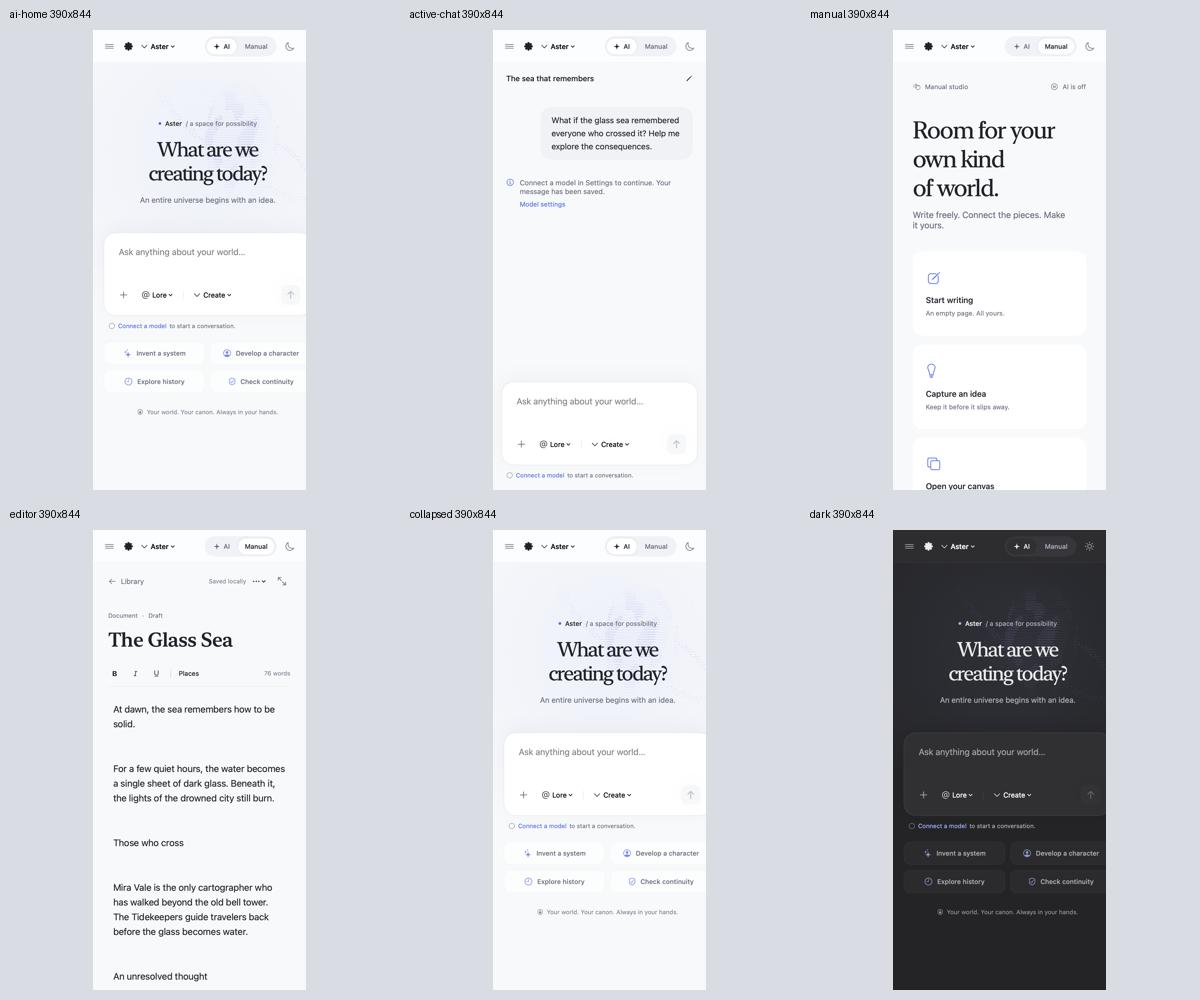 ai-home 390x844
Aster
AI
Manual
Aster / a space for possibility
What are we
creating today?
An entire universe begins with an idea.
Ask anything about your world...
@ Lore
Create
Connect a model to start a conversation.
Invent a system
Develop a character
Explore history
Check continuity
Your world. Your canon. Always in your hands.
active-chat 390x844
Aster
AI
Manual
The sea that remembers
What if the glass sea remembered
everyone who crossed it? Help me
explore the consequences.
Connect a model in Settings to continue. Your
message has been saved.
Model settings
Ask anything about your world...
@ Lore
Create
Connect a model to start a conversation.
manual 390x844
Aster
AI
Manual
Manual studio
AI is off
Room for your
own kind
of world.
Write freely. Connect the pieces. Make
it yours.
Start writing
An empty page. All yours.
Capture an idea
Keep it before it slips away.
Open your canvas
editor 390x844
Aster
AI
Manual
Library
Saved locally
Document · Draft
The Glass Sea
B I U Places
76 words
At dawn, the sea remembers how to be
solid.
For a few quiet hours, the water becomes
a single sheet of dark glass. Beneath it,
the lights of the drowned city still burn.
Those who cross
Mira Vale is the only cartographer who
has walked beyond the old bell tower.
The Tidekeepers guide travelers back
before the glass becomes water.
An unresolved thought
collapsed 390x844
Aster
AI
Manual
Aster / a space for possibility
What are we
creating today?
An entire universe begins with an idea.
Ask anything about your world...
@ Lore
Create
Connect a model to start a conversation.
Invent a system
Develop a character
Explore history
Check continuity
Your world. Your canon. Always in your hands.
dark 390x844
Aster
AI
Manual
Aster / a space for possibility
What are we
creating today?
An entire universe begins with an idea.
Ask anything about your world...
@ Lore
Create
Connect a model to start a conversation.
Invent a system
Develop a character
Explore history
Check continuity
Your world. Your canon. Always in your hands.